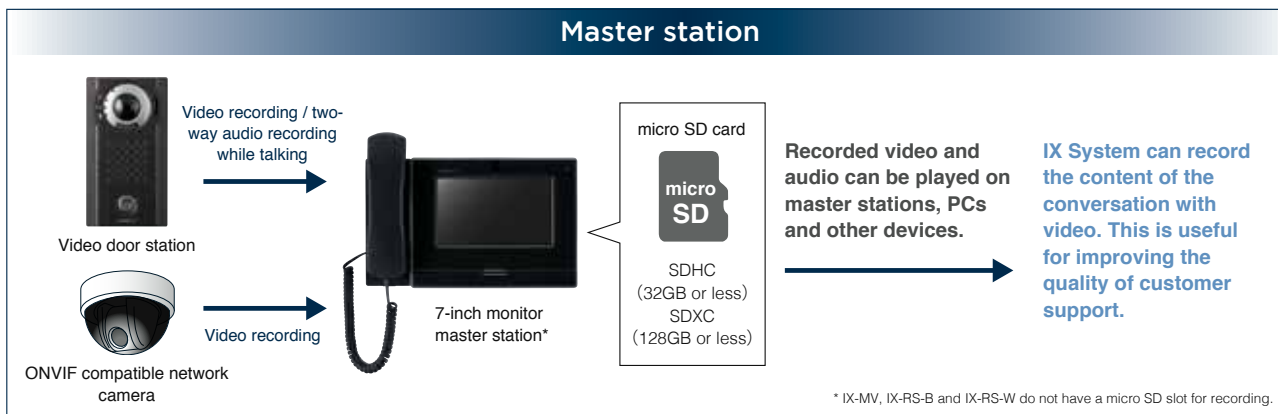 Master station
Video recording / two-
way audio recording
while talking
Video door station
Video recording
ONVIF compatible network
camera
7-inch monitor
master station*
micro SD card
micro
SD
SDHC
(32GB or less)
SDXC
(128GB or less)
Recorded video and
audio can be played on
master stations, PCs
and other devices.
IX System can record
the content of the
conversation with
video. This is useful
for improving the
quality of customer
support.
* IX-MV, IX-RS-B and IX-RS-W do not have a micro SD slot for recording.